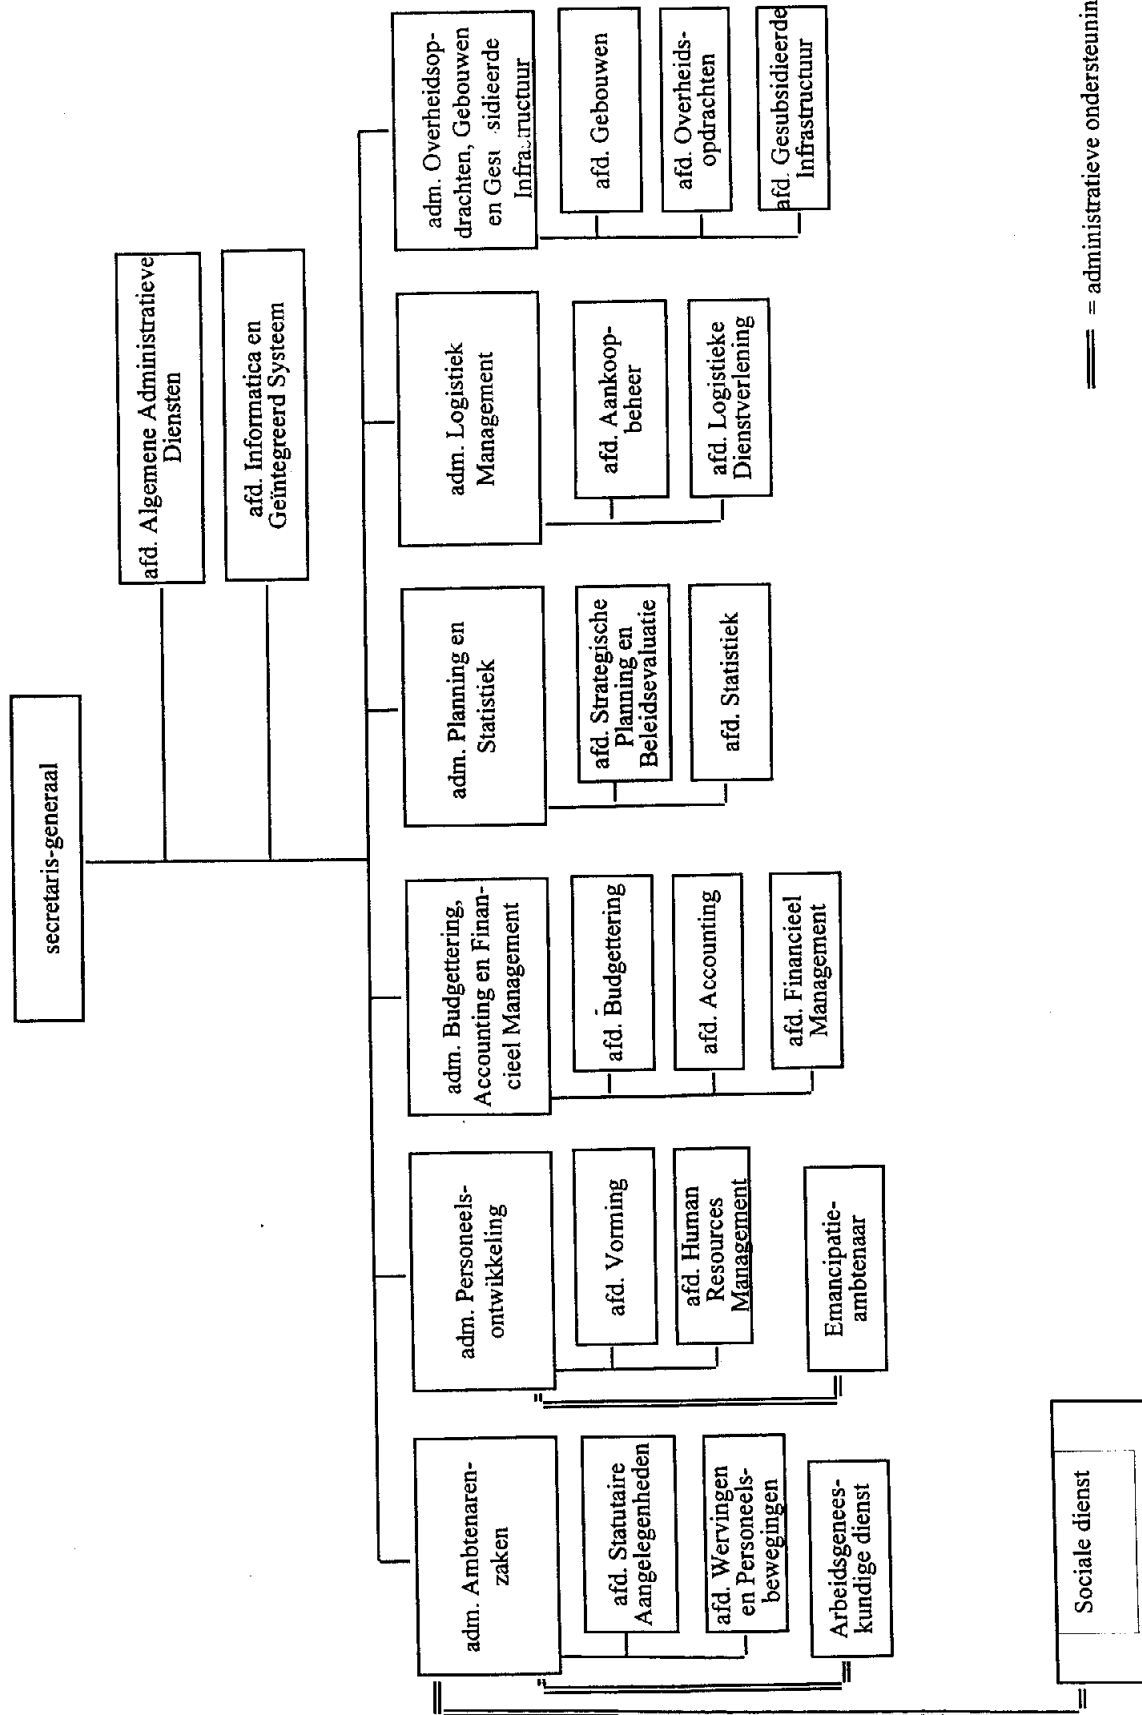 secretaris-generaal
afd. Algemene Administratieve
Diensten
afd. Informatica en
Geïntegreerd Systeem
adm. Ambtenaren-
zaken
afd. Statutaire
Aangelegenheden
afd. Wervingen
en Personeels-
bewegingen
Arbeidsgenees-
kundige dienst
Sociale dienst
adm. Personeels-
ontwikkeling
afd. Vorming
afd. Human
Resources
Management
Emancipatie-
ambtenaar
adm. Budgettering,
Accounting en Finan-
cieel Management
afd. Budgettering
afd. Accounting
afd. Financieel
Management
adm. Planning en
Statistiek
afd. Strategische
Planning en
Beleidsevaluatie
afd. Statistiek
adm. Logistiek
Management
afd. Aankoop-
beheer
afd. Logistieke
Dienstverlening
adm. Overheidsop-
drachten, Gebouwen
en Gesu sidieerde
Infrastructuur
afd. Gebouwen
afd. Overheids-
opdrachten
afd. Gesubsidieerde
Infrastructuur
= administratieve ondersteunin